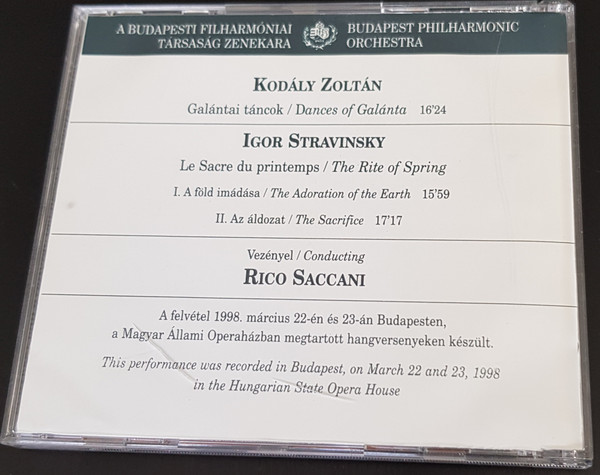 A BUDAPESTI FILHARMÓNIAI
TÁRSASÁG ZENEKARA
BUDAPEST PHILHARMONIC
ORCHESTRA
KODÁLY ZOLTÁN
Galántai táncok / Dances of Galánta 16'24
IGOR STRAVINSKY
Le Sacre du printemps / The Rite of Spring
I. A föld imádása / The Adoration of the Earth 15'59
II. Az áldozat / The Sacrifice 17'17
Vezényel / Conducting
RICO SACCANI
A felvétel 1998. március 22-én és 23-án Budapesten,
a Magyar Állami Operaházban megtartott hangversenyeken készült.
This performance was recorded in Budapest, on March 22 and 23, 1998
in the Hungarian State Opera House